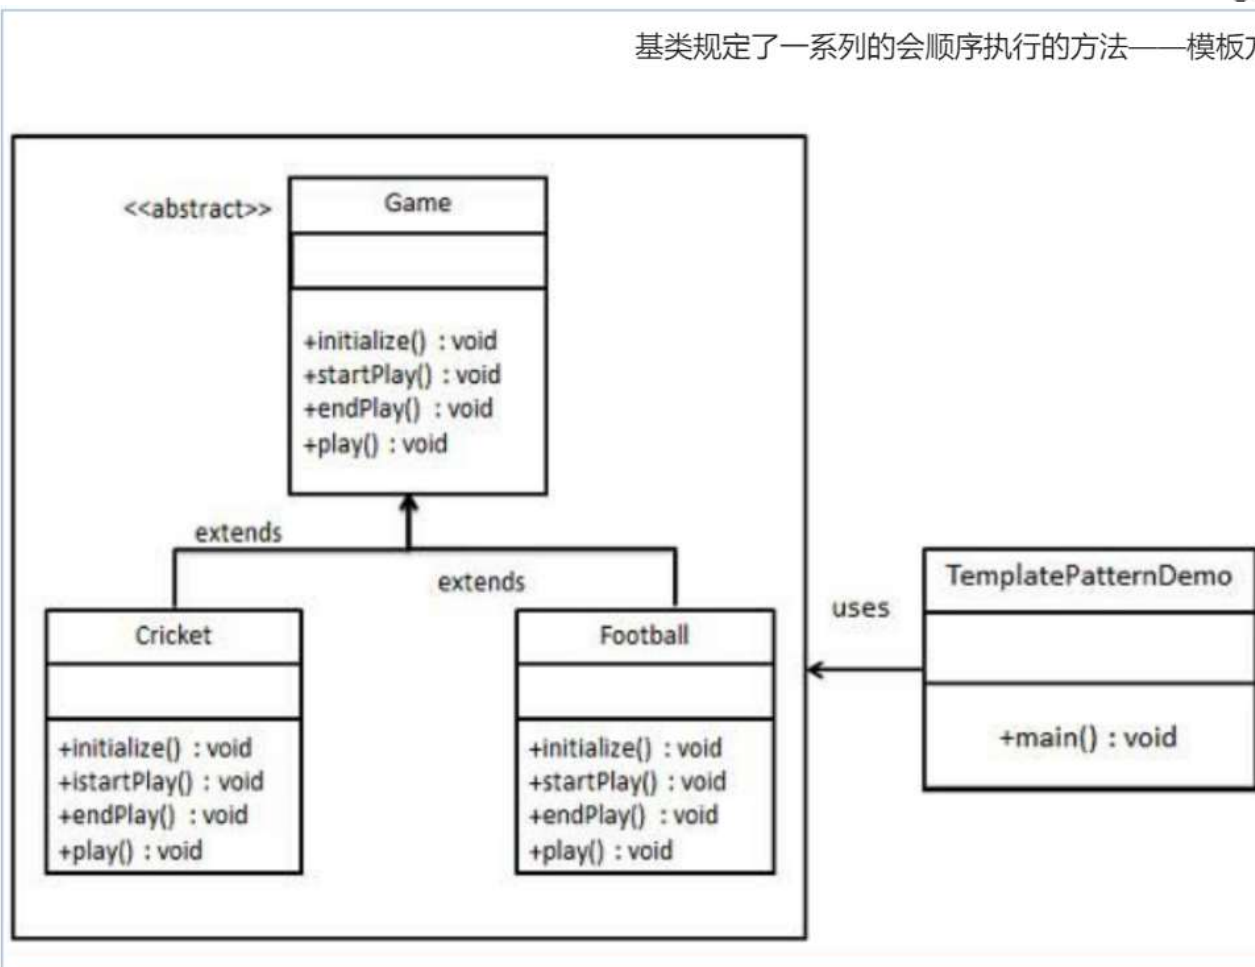 基类规定了一系列的会顺序执行的方法——模板
<<abstract>>
Game
+initialize() : void
+startPlay() : void
+endPlay() : void
+play() : void
extends
extends
Cricket
+initialize() : void
+istartPlay() : void
+endPlay() : void
+play() : void
Football
+initialize() : void
+startPlay() : void
+endPlay() : void
+play() : void
uses
TemplatePatternDemo
+main() : void